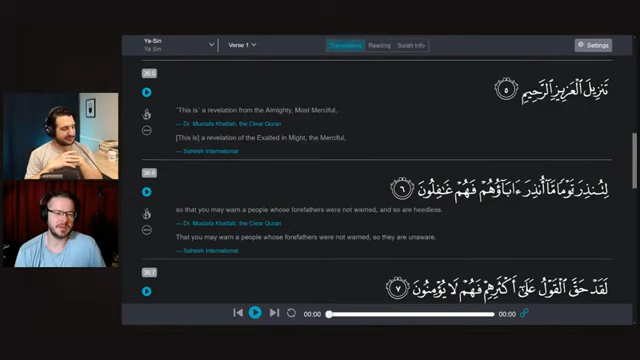 Ya-Sin
Ya Sin
Verse 1
Translations
Reading
Surah Info
Settings
36:5
تَنزِيلَ ٱلْعَزِيزِ ٱلرَّحِيمِ ٥
˹This is˺ a revelation from the Almighty, Most Merciful,
— Dr. Mustafa Khattab, the Clear Quran
[This is] a revelation of the Exalted in Might, the Merciful,
— Saheeh International
36:6
لِتُنذِرَ قَوْمًا مَّآ أُنذِرَ ءَابَآؤُهُمْ فَهُمْ غَـٰفِلُونَ ٦
so that you may warn a people whose forefathers were not warned, and so are heedless.
— Dr. Mustafa Khattab, the Clear Quran
That you may warn a people whose forefathers were not warned, so they are unaware.
— Saheeh International
36:7
لَقَدْ حَقَّ ٱلْقَوْلُ عَلَىٰٓ أَكْثَرِهِمْ فَهُمْ لَا يُؤْمِنُونَ ٧
00:00
00:00